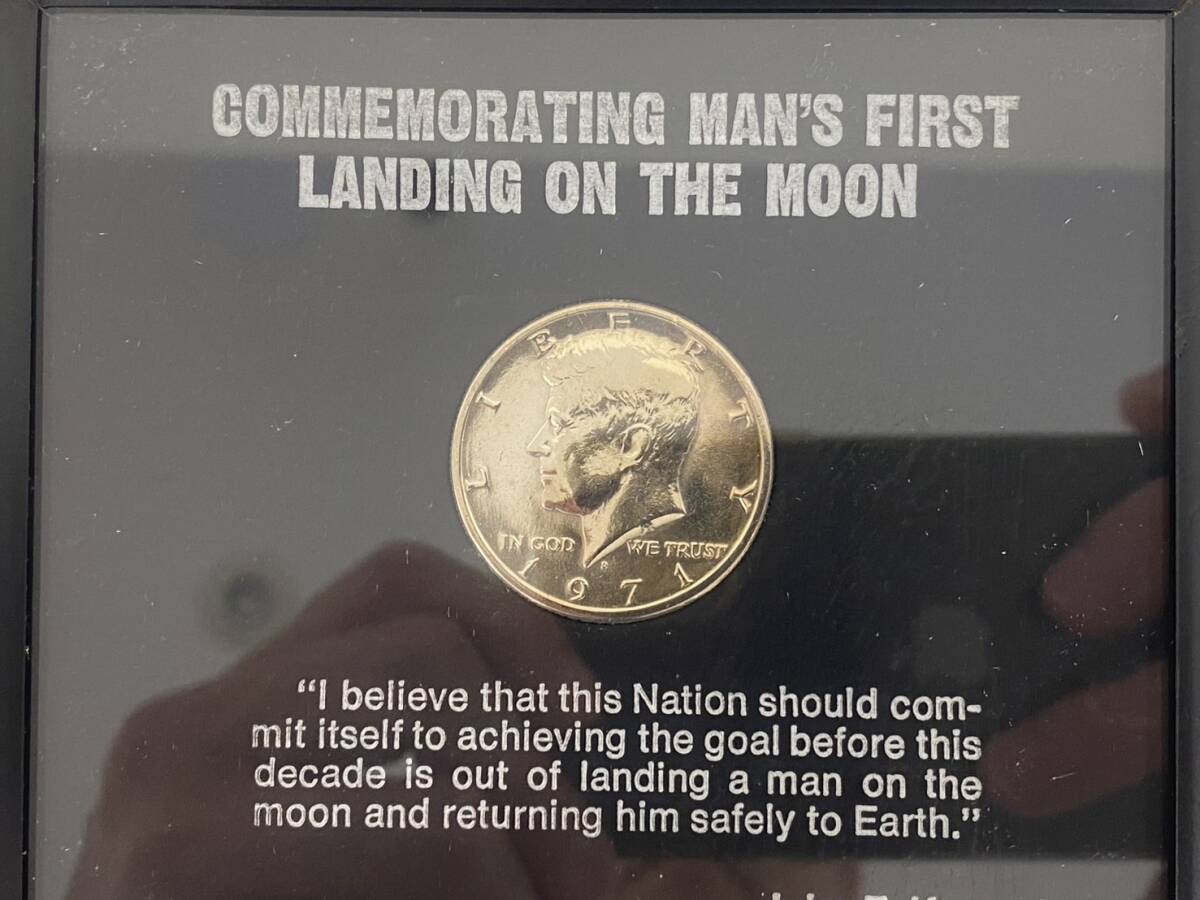 COMMEMORATING MAN'S FIRST
LANDING ON THE MOON
LIBERTY
IN GOD WE TRUST
1971
“I believe that this Nation should com-
mit itself to achieving the goal before this
decade is out of landing a man on the
moon and returning him safely to Earth.”